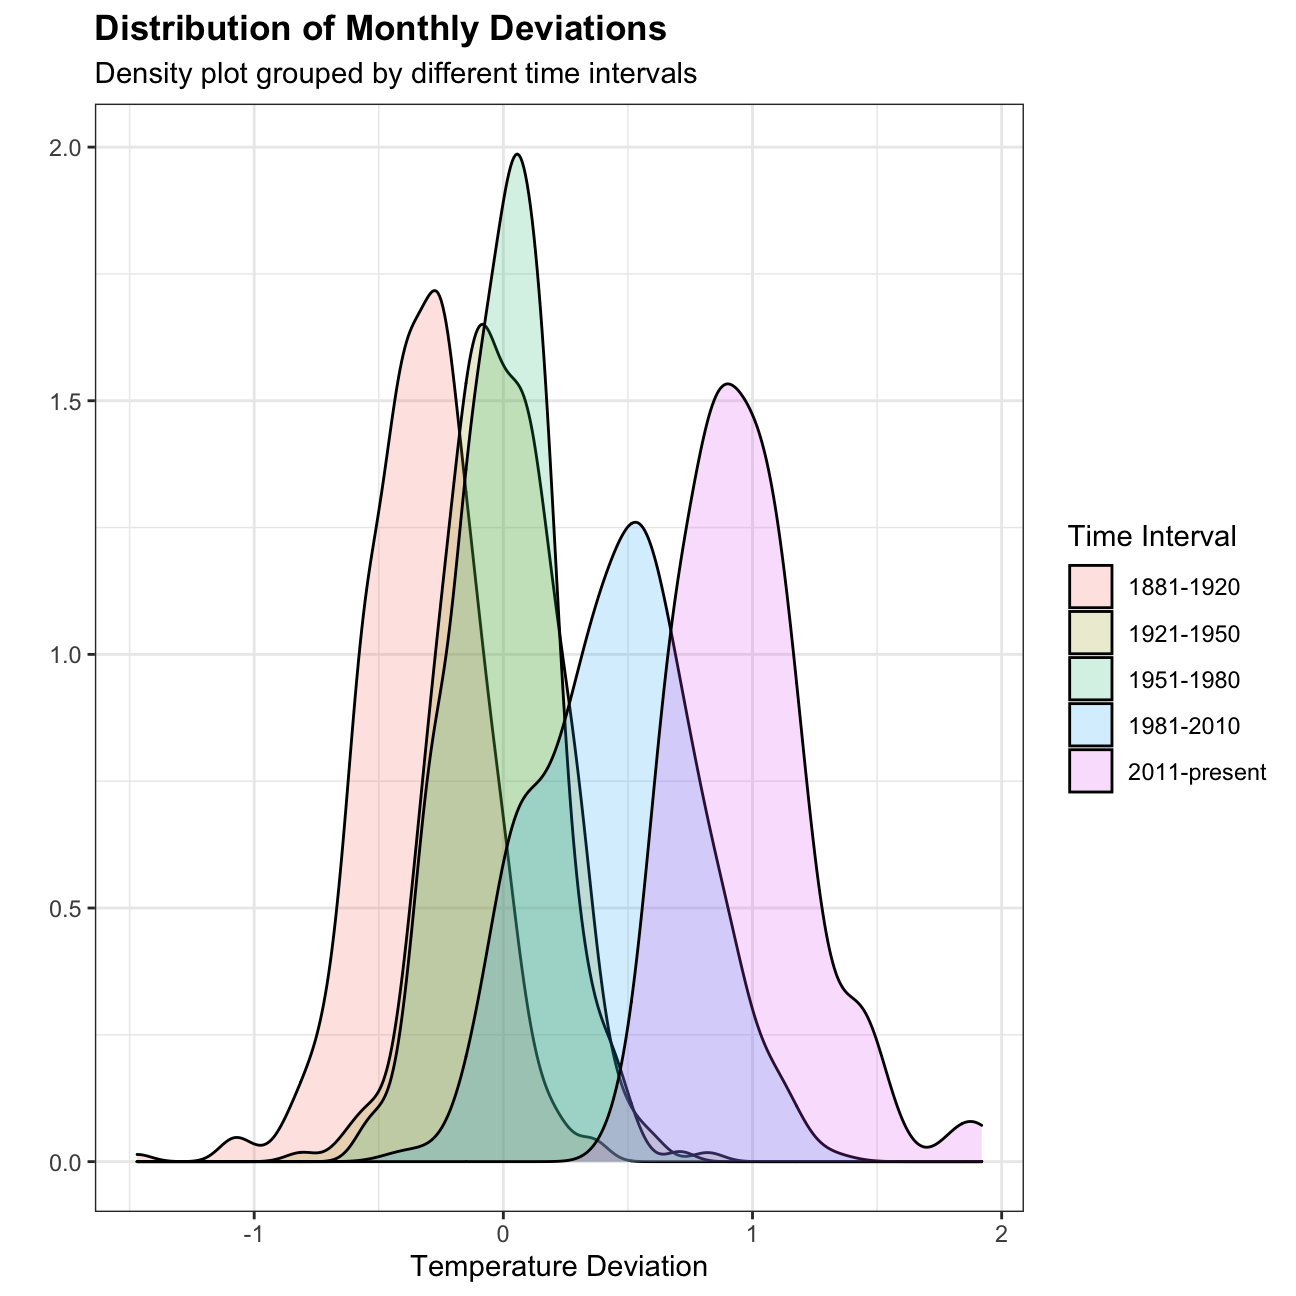 Distribution of Monthly Deviations
Density plot grouped by different time intervals
2.0
1.5
1.0
0.5
0.0
-1 0 1 2
Temperature Deviation
Time Interval
1881-1920
1921-1950
1951-1980
1981-2010
2011-present